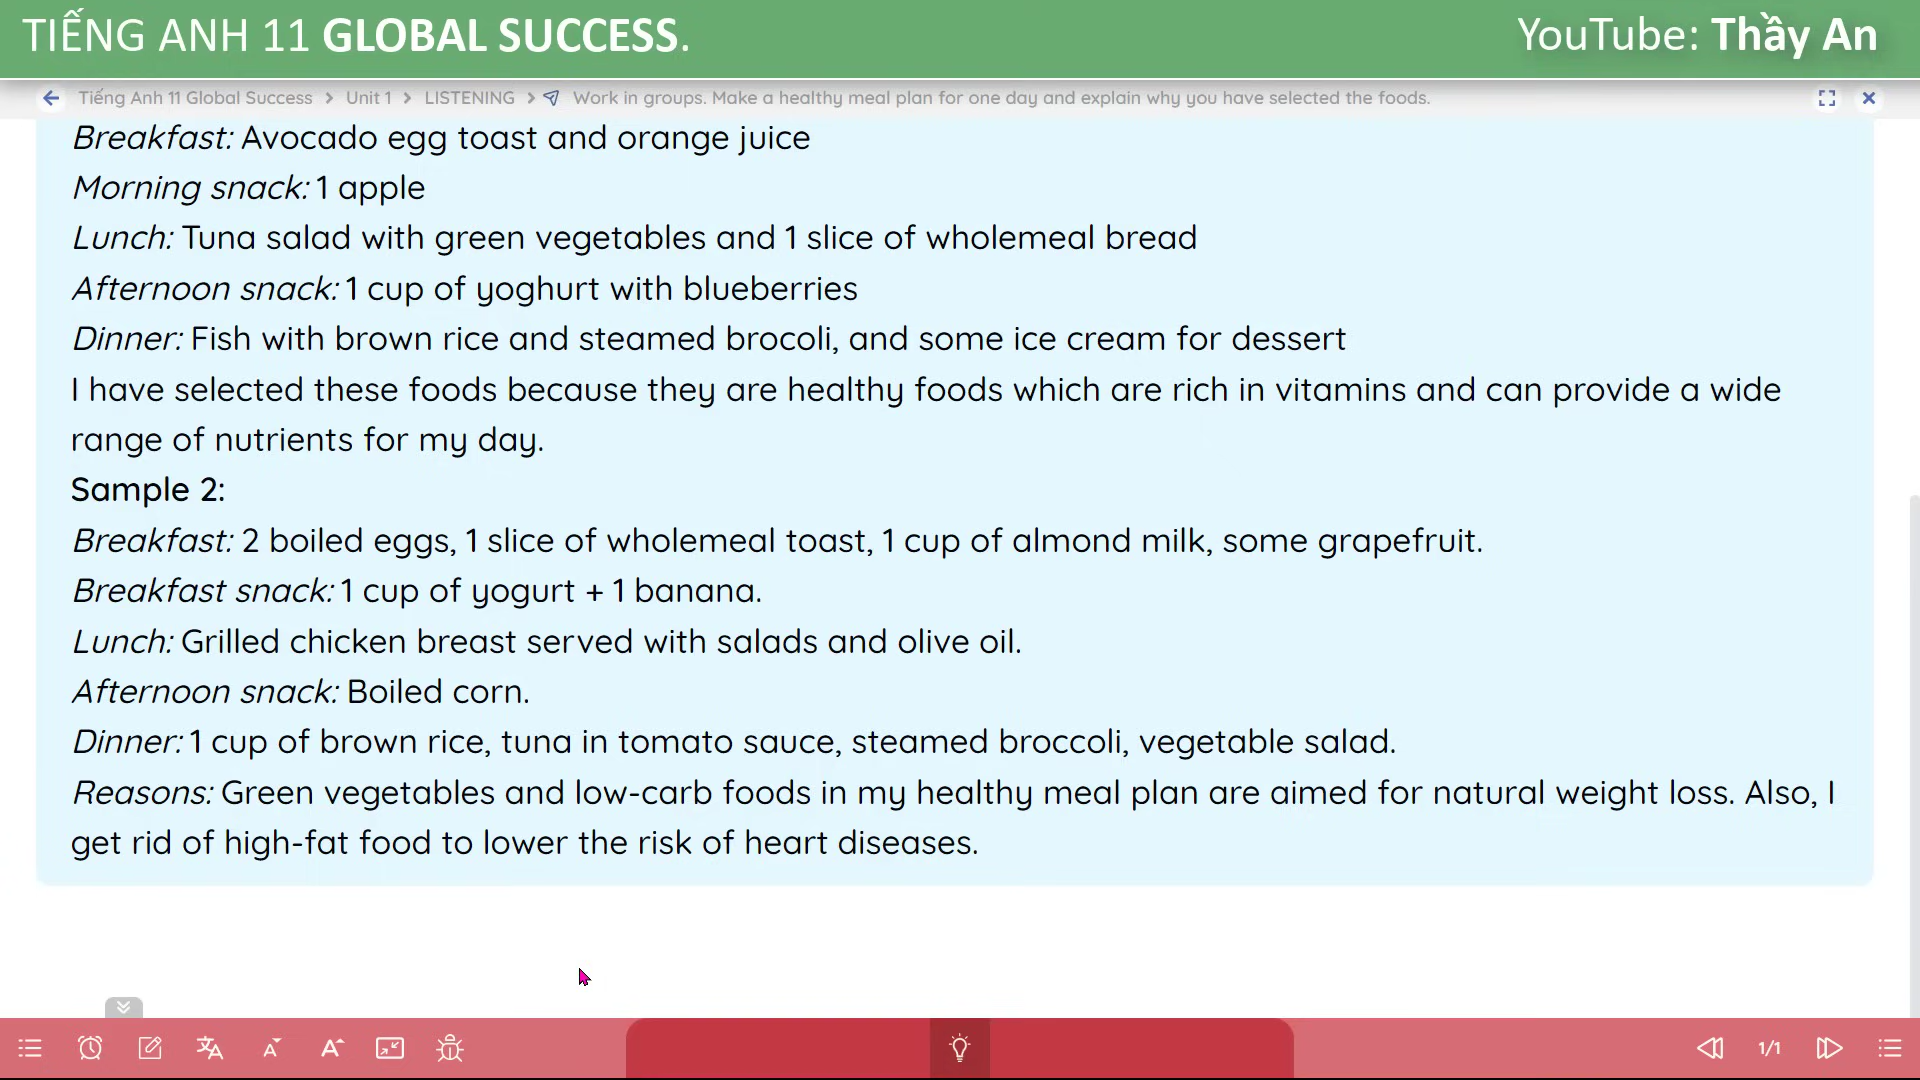 TIẾNG ANH 11 GLOBAL SUCCESS.
YouTube: Thầy An
Tiếng Anh 11 Global Success > Unit 1 > LISTENING > Work in groups. Make a healthy meal plan for one day and explain why you have selected the foods.
Breakfast: Avocado egg toast and orange juice
Morning snack: 1 apple
Lunch: Tuna salad with green vegetables and 1 slice of wholemeal bread
Afternoon snack: 1 cup of yoghurt with blueberries
Dinner: Fish with brown rice and steamed brocoli, and some ice cream for dessert
I have selected these foods because they are healthy foods which are rich in vitamins and can provide a wide
range of nutrients for my day.
Sample 2:
Breakfast: 2 boiled eggs, 1 slice of wholemeal toast, 1 cup of almond milk, some grapefruit.
Breakfast snack: 1 cup of yogurt + 1 banana.
Lunch: Grilled chicken breast served with salads and olive oil.
Afternoon snack: Boiled corn.
Dinner: 1 cup of brown rice, tuna in tomato sauce, steamed broccoli, vegetable salad.
Reasons: Green vegetables and low-carb foods in my healthy meal plan are aimed for natural weight loss. Also, I
get rid of high-fat food to lower the risk of heart diseases.
1/1